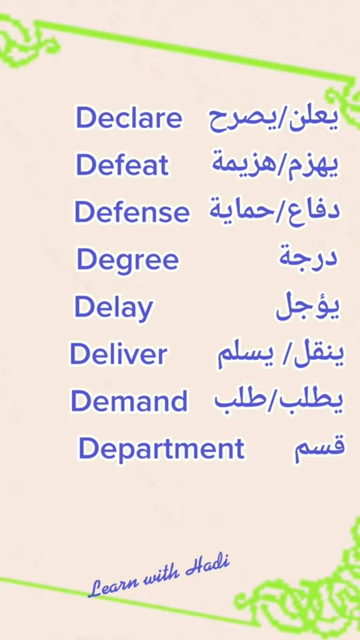 Declare يعلن/يصرح
Defeat يهزم/هزيمة
Defense دفاع/حماية
Degree درجة
Delay يؤجل
Deliver ينقل/ يسلم
Demand يطلب/طلب
Department قسم
Learn with Hadi